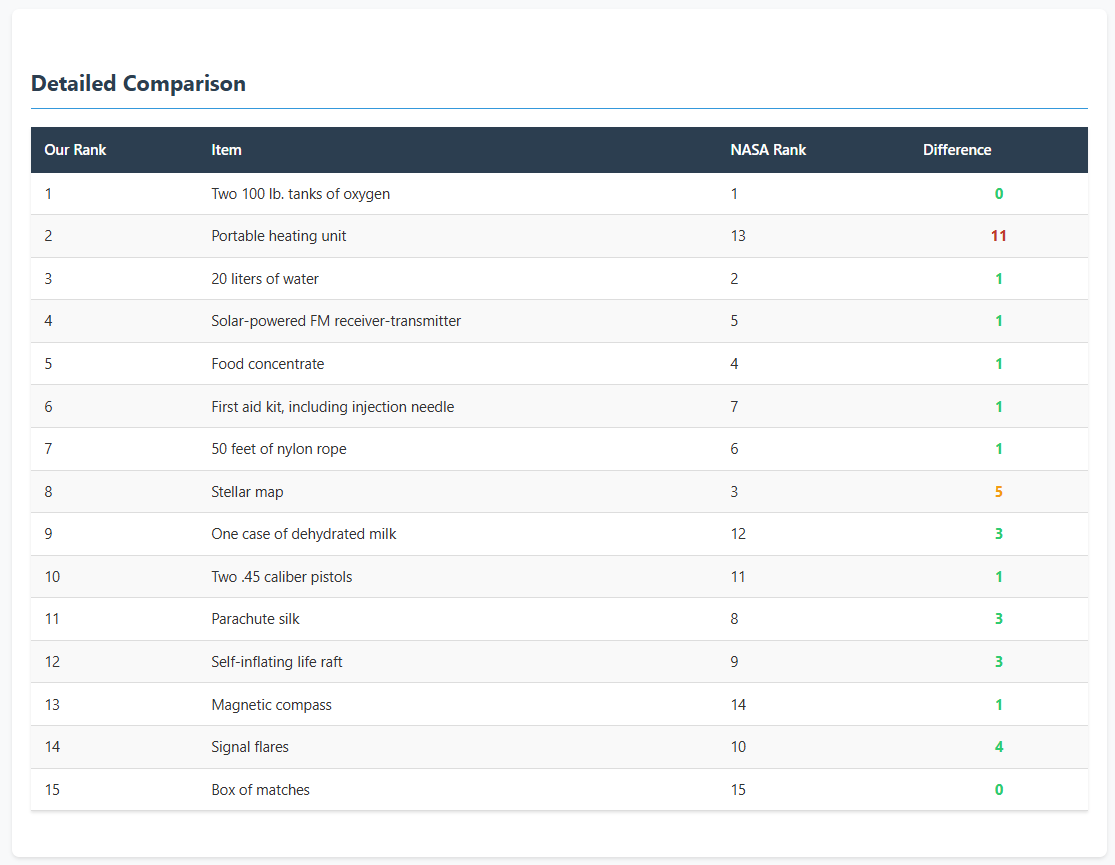 Detailed Comparison
Our Rank Item NASA Rank Difference
1 Two 100 lb. tanks of oxygen 1 0
2 Portable heating unit 13 11
3 20 liters of water 2 1
4 Solar-powered FM receiver-transmitter 5 1
5 Food concentrate 4 1
6 First aid kit, including injection needle 7 1
7 50 feet of nylon rope 6 1
8 Stellar map 3 5
9 One case of dehydrated milk 12 3
10 Two .45 caliber pistols 11 1
11 Parachute silk 8 3
12 Self-inflating life raft 9 3
13 Magnetic compass 14 1
14 Signal flares 10 4
15 Box of matches 15 0